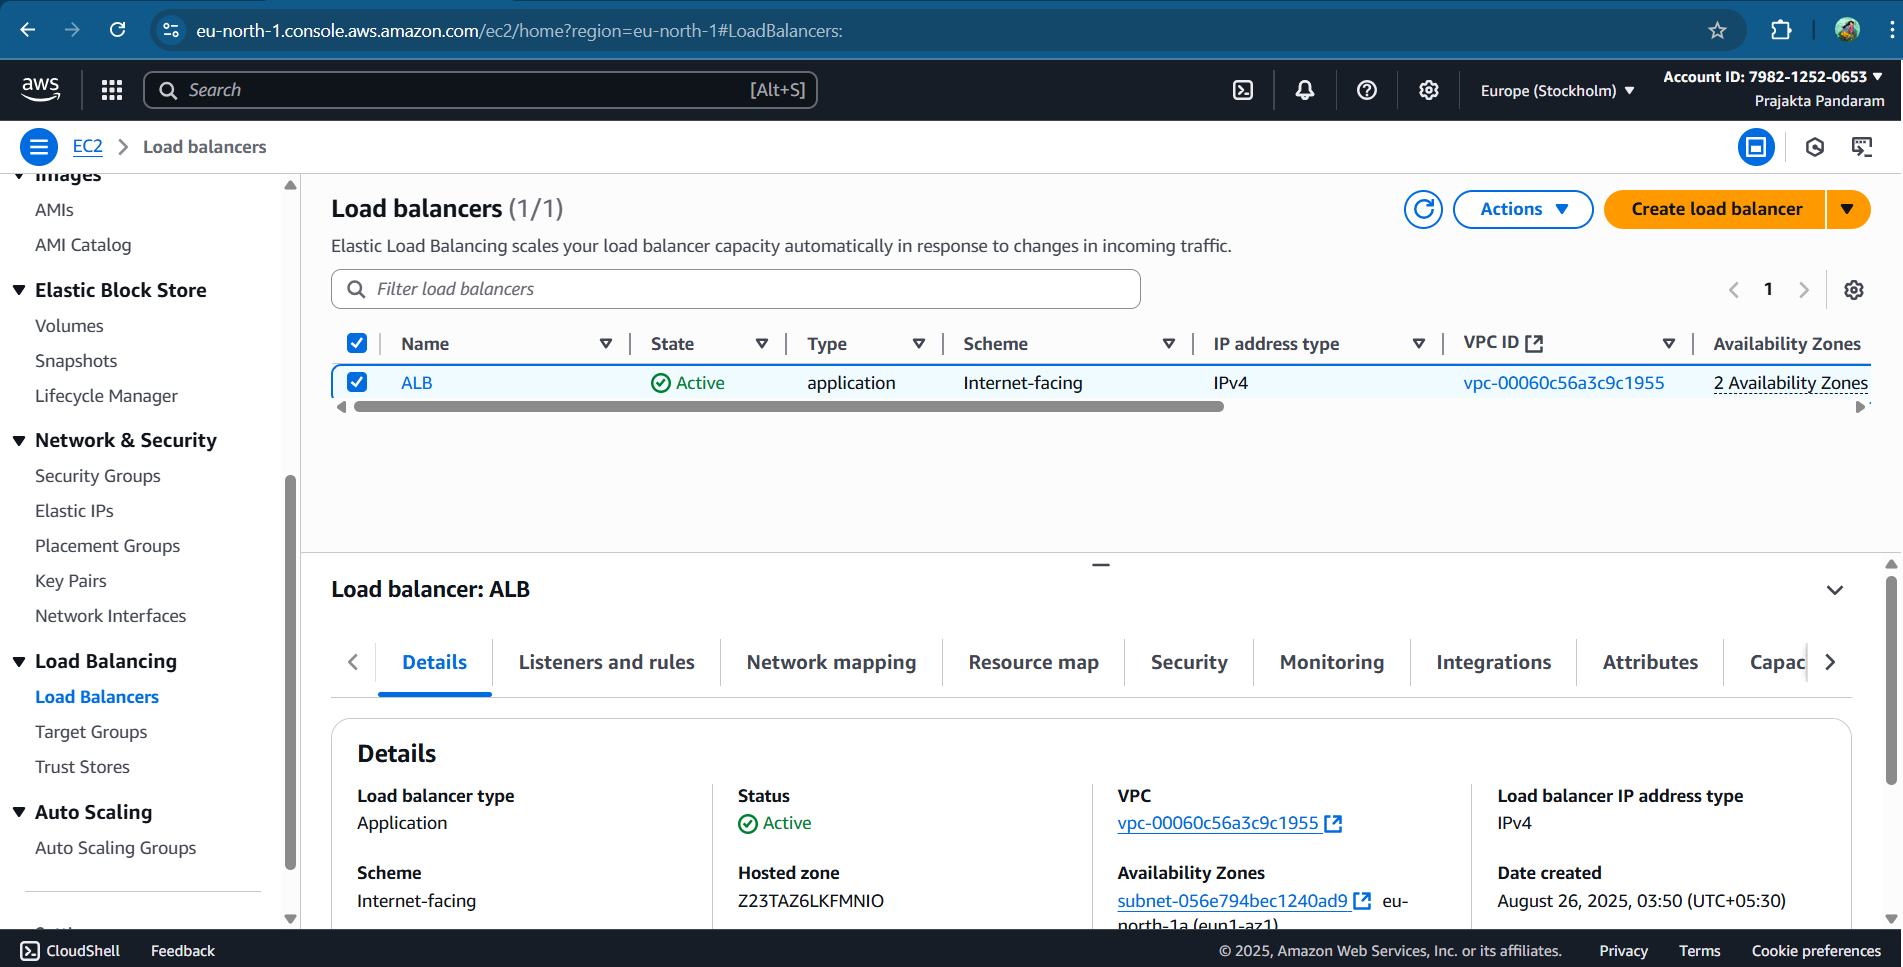 eu-north-1.console.aws.amazon.com/ec2/home?region=eu-north-1#LoadBalancers:
aws
Search
[Alt+S]
Europe (Stockholm)
Account ID: 7982-1252-0653
Prajakta Pandaram
EC2
Load balancers
Images
AMIs
AMI Catalog
Elastic Block Store
Volumes
Snapshots
Lifecycle Manager
Network & Security
Security Groups
Elastic IPs
Placement Groups
Key Pairs
Network Interfaces
Load Balancing
Load Balancers
Target Groups
Trust Stores
Auto Scaling
Auto Scaling Groups
Load balancers (1/1)
Actions
Create load balancer
Elastic Load Balancing scales your load balancer capacity automatically in response to changes in incoming traffic.
Filter load balancers
1
Name State Type Scheme IP address type VPC ID Availability Zones
ALB Active application Internet-facing IPv4 vpc-00060c56a3c9c1955 2 Availability Zones
Load balancer: ALB
Details Listeners and rules Network mapping Resource map Security Monitoring Integrations Attributes Capac
Details
Load balancer type
Application
Status
Active
VPC
vpc-00060c56a3c9c1955
Load balancer IP address type
IPv4
Scheme
Internet-facing
Hosted zone
Z23TAZ6LKFMNIO
Availability Zones
subnet-056e794bec1240ad9 eu-
north-1a (eun1-az1)
Date created
August 26, 2025, 03:50 (UTC+05:30)
CloudShell
Feedback
© 2025, Amazon Web Services, Inc. or its affiliates.
Privacy
Terms
Cookie preferences